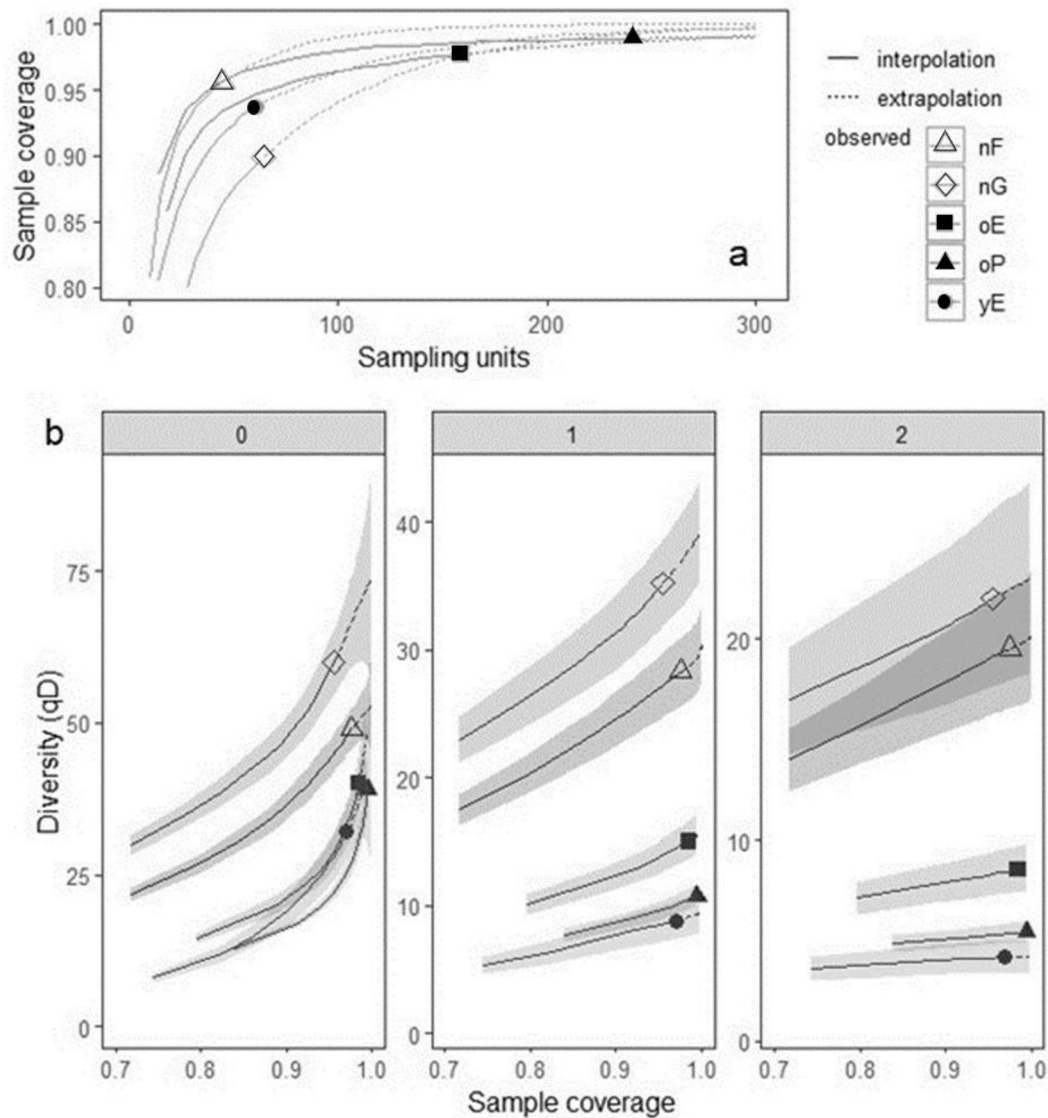 1.00
0.95
0.90
0.85
0.80
Sample coverage
a
0
100
200
300
Sampling units
interpolation
extrapolation
observed
nF
nG
oE
oP
yE
b
0
1
2
75
50
25
0
40
30
20
10
0
20
10
0
Diversity (qD)
0.7 0.8 0.9 1.0
0.7 0.8 0.9 1.0
0.7 0.8 0.9 1.0
Sample coverage